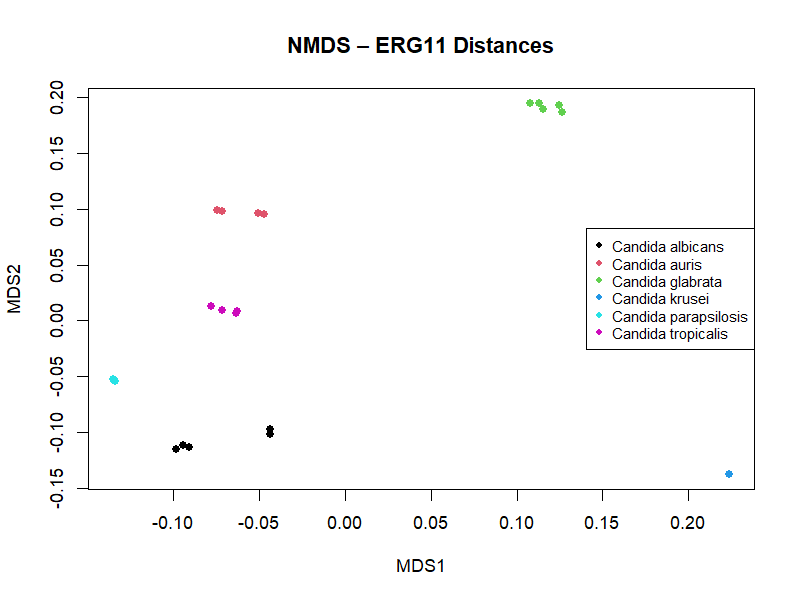 NMDS – ERG11 Distances
MDS2
0.20
0.15
0.10
0.05
0.00
-0.05
-0.10
-0.15
Candida albicans
Candida auris
Candida glabrata
Candida krusei
Candida parapsilosis
Candida tropicalis
-0.10 -0.05 0.00 0.05 0.10 0.15 0.20
MDS1